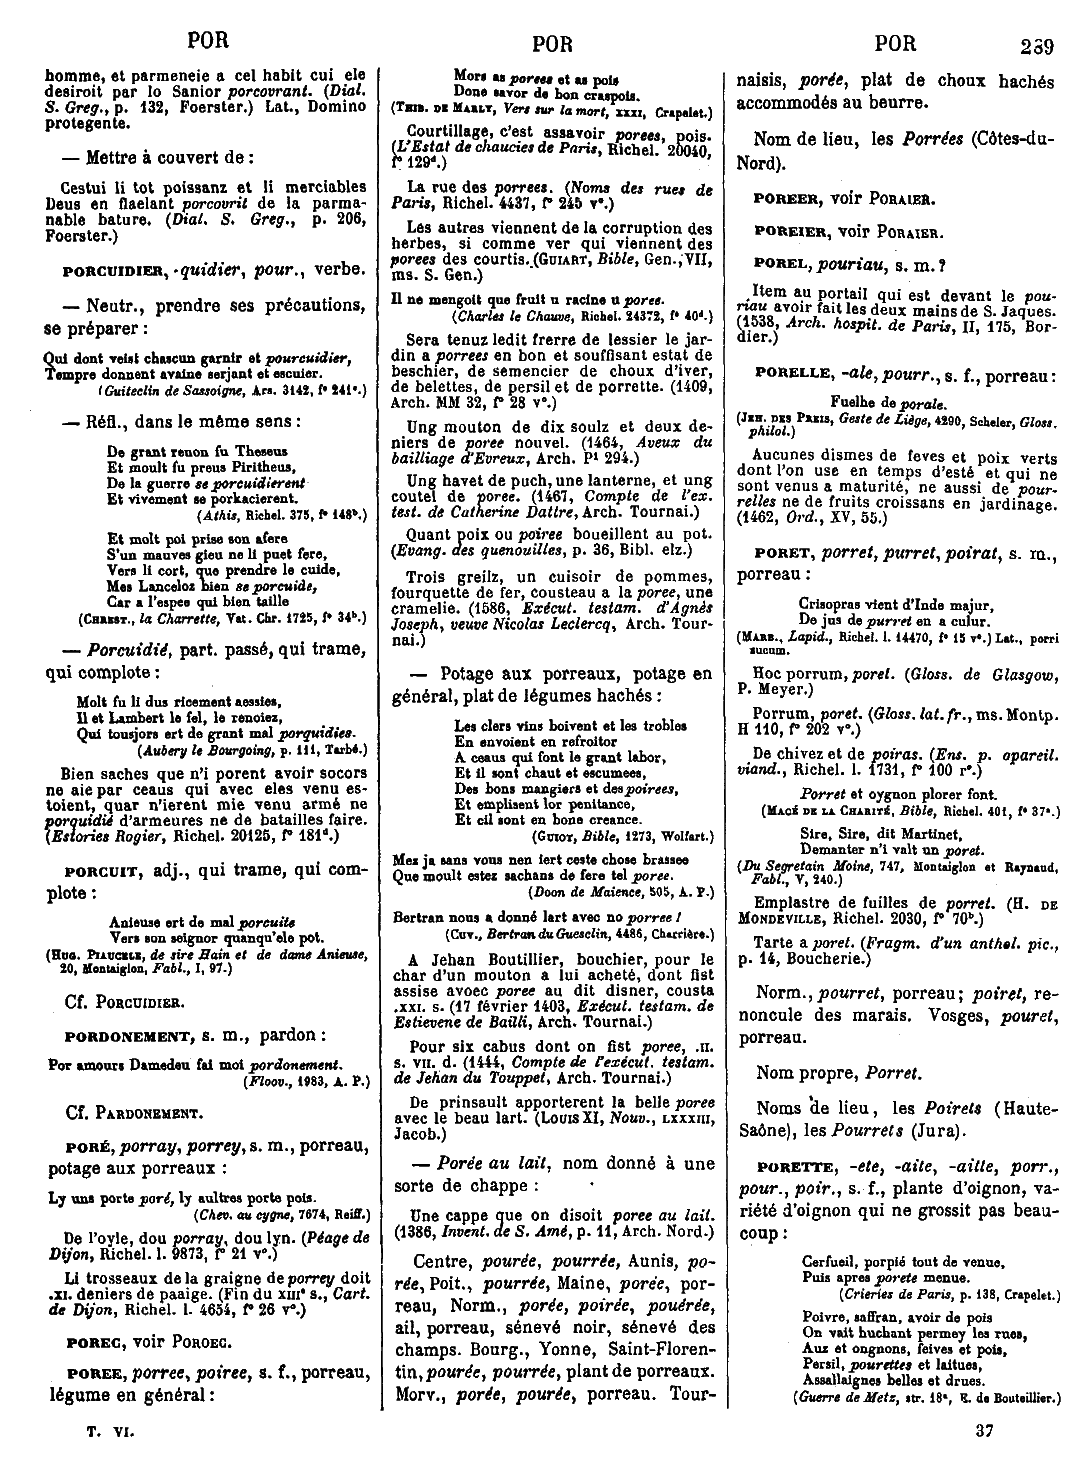 POR
POR
POR
289
homme, et parmeneie a cel habit cui ele
desiroit par lo Sanior porcovrant. (Dial.
S. Greg., p. 132, Foerster.) Lat., Domino
protegente.
— Mettre à couvert de :
Cestui li tot poissanz et li merciables
Deus en flaelant porcovrit de la parma-
nable bature. (Dial. S. Greg., p. 206,
Foerster.)
PORCUIDIER, -quidier, pour., verbe.
— Neutr., prendre ses précautions,
se préparer :
Qui dont veist chascun garnir et pourcuidier,
Tempre donnent avaine serjant et escuier.
(Guiteclin de Sassoigne, Ars. 3142, f° 241ᵉ.)
— Réfl., dans le même sens :
De grant renon fu Theseus
Et moult fu preus Piritheus,
De la guerre se porcuidierent
Et vivement se porkacierent.
(Athis, Richel. 375, f° 148ᵇ.)
Et molt poi prise son afere
S'un mauves gieu ne li puet fere,
Vers li cort, que prendre le cuide,
Mes Lanceloz bien se porcuide,
Car a l'espee qui bien taille
(CHREST., la Charrette, Vat. Chr. 1725, f° 34ᵇ.)
— Porcuidié, part. passé, qui trame,
qui complote :
Molt fu li dus ricement aessies,
Il et Lambert le fel, le renoiez,
Qui tousjors ert de grant mal porquidies.
(Aubery le Bourgoing, p. 111, Tarbé.)
Bien saches que n'i porent avoir socors
ne aie par ceaus qui avec eles venu es-
toient, quar n'ierent mie venu armé ne
porquidié d'armeures ne de batailles faire.
(Estories Rogier, Richel. 20125, f° 181ᵈ.)
PORCUIT, adj., qui trame, qui com-
plote :
Anieuse ert de mal porcuite
Vers son seignor quanqu'ele pot.
(HUG. PIAUCELE, de sire Hain et de dame Anieuse,
20, Montaiglon, Fabl., I, 97.)
Cf. PORCUIDIER.
PORDONEMENT, s. m., pardon :
Por amours Damedeu fai moi pordonement.
(Floov., 1983, A. P.)
Cf. PARDONEMENT.
PORÉ, porray, porrey, s. m., porreau,
potage aux porreaux :
Ly uns porte poré, ly aultres porte pois.
(Chev. au cygne, 7674, Reiff.)
De l'oyle, dou porray, dou lyn. (Péage de
Dijon, Richel. l. 9873, f° 21 v°.)
Li trosseaux de la graigne de porrey doit
.XI. deniers de paaige. (Fin du XIIIᵉ s., Cart.
de Dijon, Richel. l. 4654, f° 26 v°.)
POREC, voir POROEC.
POREE, porree, poiree, s. f., porreau,
légume en général :
T. VI.
Mors as porees et as pois
Done savor de bon craspois.
(THIB. DE MARLY, Vers sur la mort, XXXI, Crapelet.)
Courtillage, c'est assavoir porees, pois.
(L'Estat de chaucies de Paris, Richel. 20040,
f° 129ᵈ.)
La rue des porrees. (Noms des rues de
Paris, Richel. 4437, f° 245 v°.)
Les autres viennent de la corruption des
herbes, si comme ver qui viennent des
porees des courtis. (GUIART, Bible, Gen., VII,
ms. S. Gen.)
Il ne mengoit que fruit u racine u poree.
(Charles le Chauve, Richel. 24372, f° 40ᵈ.)
Sera tenuz ledit frerre de lessier le jar-
din a porrees en bon et souffisant estat de
beschier, de semencier de choux d'iver,
de belettes, de persil et de porrette. (1409,
Arch. MM 32, f° 28 v°.)
Ung mouton de dix soulz et deux de-
niers de poree nouvel. (1464, Aveux du
bailliage d'Evreux, Arch. P¹ 294.)
Ung havet de puch, une lanterne, et ung
coutel de poree. (1467, Compte de l'ex.
test. de Catherine Dattre, Arch. Tournai.)
Quant poix ou poiree boueillent au pot.
(Evang. des quenouilles, p. 36, Bibl. elz.)
Trois greilz, un cuisoir de pommes,
fourquette de fer, cousteau a la poree, une
cramelie. (1586, Exécut. testam. d'Agnès
Joseph, veuve Nicolas Leclercq, Arch. Tour-
nai.)
— Potage aux porreaux, potage en
général, plat de légumes hachés :
Les clers vins boivent et les trobles
En envoient en refroitor
A ceaus qui font le grant labor,
Et il sont chaut et escumees,
Des bons mangiers et des poirees,
Et emplisent lor penitance,
Et cil sont en bone creance.
(GUIOT, Bible, 1273, Wolfart.)
Mez ja sans vous nen iert ceste chose brassee
Que moult estez sachans de fere tel poree.
(Doon de Maience, 505, A. P.)
Bertran nous a donné lart avec no porree !
(CUV., Bertran du Guesclin, 4486, Charrière.)
A Jehan Boutillier, bouchier, pour le
char d'un mouton a lui acheté, dont fist
assise avoec poree au dit disner, cousta
.XXI. s. (17 février 1403, Exécut. testam. de
Estievene de Bailli, Arch. Tournai.)
Pour six cabus dont on fist poree, .II.
s. VII. d. (1444, Compte de l'exécut. testam.
de Jehan du Touppet, Arch. Tournai.)
De prinsault apporterent la belle poree
avec le beau lart. (LOUIS XI, Nouv., LXXXIII,
Jacob.)
— Porée au lait, nom donné à une
sorte de chappe :
Une cappe que on disoit poree au lait.
(1386, Invent. de S. Amé, p. 11, Arch. Nord.)
Centre, pourée, pourrée, Aunis, po-
rée, Poit., pourrée, Maine, porée, por-
reau, Norm., porée, poirée, pouérée,
ail, porreau, sénevé noir, sénevé des
champs. Bourg., Yonne, Saint-Floren-
tin, pourée, pourrée, plant de porreaux.
Morv., porée, pourée, porreau. Tour-
naisis, porée, plat de choux hachés
accommodés au beurre.
Nom de lieu, les Porrées (Côtes-du-
Nord).
POREER, voir PORAIER.
POREIER, voir PORAIER.
POREL, pouriau, s. m. ?
Item au portail qui est devant le pou-
riau avoir fait les deux mains de S. Jaques.
(1538, Arch. hospit. de Paris, II, 175, Bor-
dier.)
PORELLE, -ale, pourr., s. f., porreau :
Fuelhe de porale.
(JEH. DES PREIS, Geste de Liège, 4290, Scheler, Gloss.
philol.)
Aucunes dismes de feves et poix verts
dont l'on use en temps d'esté et qui ne
sont venus a maturité, ne aussi de pour-
relles ne de fruits croissans en jardinage.
(1462, Ord., XV, 55.)
PORET, porret, purret, poirat, s. m.,
porreau :
Crisopras vient d'Inde majur,
De jus de purret en a culur.
(MARB., Lapid., Richel. l. 14470, f° 15 v°.) Lat., porri
sucum.
Hoc porrum, poret. (Gloss. de Glasgow,
P. Meyer.)
Porrum, poret. (Gloss. lat. fr., ms. Montp.
H 110, f° 202 v°.)
De chivez et de poiras. (Ens. p. apareil.
viand., Richel. l. 1731, f° 100 r°.)
Porret et oygnon plorer font.
(MACÉ DE LA CHARITÉ, Bible, Richel. 401, f° 37ᵃ.)
Sire, Sire, dit Martinet,
Demanter n'i valt un poret.
(Du Segretain Moine, 747, Montaiglon et Raynaud,
Fabl., V, 240.)
Emplastre de fuilles de porret. (H. DE
MONDEVILLE, Richel. 2030, f° 70ᵇ.)
Tarte a poret. (Fragm. d'un anthol. pic.,
p. 14, Boucherie.)
Norm., pourret, porreau; poiret, re-
noncule des marais. Vosges, pouret,
porreau.
Nom propre, Porret.
Noms de lieu, les Poirets (Haute-
Saône), les Pourrets (Jura).
PORETTE, -ete, -aite, -aitte, porr.,
pour., poir., s. f., plante d'oignon, va-
riété d'oignon qui ne grossit pas beau-
coup :
Cerfueil, porpié tout de venue,
Puis apres porete menue.
(Crieries de Paris, p. 138, Crapelet.)
Poivre, saffran, avoir de pois
On vait huchant permey les rues,
Aux et ongnons, feives et pois,
Persil, pourettes et laitues,
Assallaignes belles et drues.
(Guerre de Metz, str. 18ᵃ, E. de Bouteillier.)
37